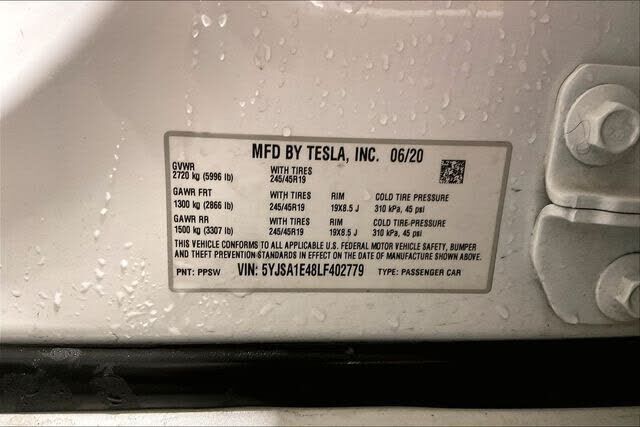 MFD BY TESLA, INC. 06/20
GVWR
2720 kg (5996 lb)
WITH TIRES
245/45R19
GAWR FRT
1300 kg (2866 lb)
WITH TIRES
245/45R19
RIM
19X8.5 J
COLD TIRE PRESSURE
310 kPa, 45 psi
GAWR RR
1500 kg (3307 lb)
WITH TIRES
245/45R19
RIM
19X8.5 J
COLD TIRE PRESSURE
310 kPa, 45 psi
THIS VEHICLE CONFORMS TO ALL APPLICABLE U.S. FEDERAL MOTOR VEHICLE SAFETY, BUMPER
AND THEFT PREVENTION STANDARDS IN EFFECT ON THE DATE OF MANUFACTURE SHOWN ABOVE.
PNT: PPSW VIN: 5YJSA1E48LF402779 TYPE: PASSENGER CAR